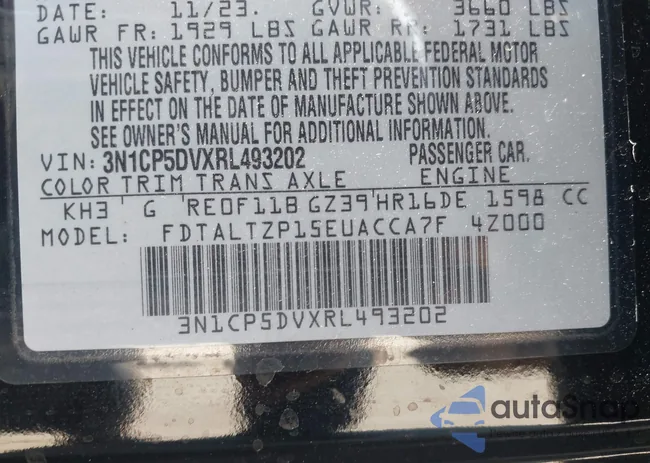 DATE: 11/23. GVWR: 3660 LBS
GAWR FR: 1929 LBS GAWR RR: 1731 LBS
THIS VEHICLE CONFORMS TO ALL APPLICABLE FEDERAL MOTOR
VEHICLE SAFETY, BUMPER AND THEFT PREVENTION STANDARDS
IN EFFECT ON THE DATE OF MANUFACTURE SHOWN ABOVE.
SEE OWNER'S MANUAL FOR ADDITIONAL INFORMATION.
VIN: 3N1CP5DVXRL493202 PASSENGER CAR.
COLOR TRIM TRANS AXLE ENGINE
KH3 G RE0F11B GZ39 HR16DE 1598 CC
MODEL: FDTALTZP15EUACCA7F 4Z000
3N1CP5DVXRL493202
autoSnap